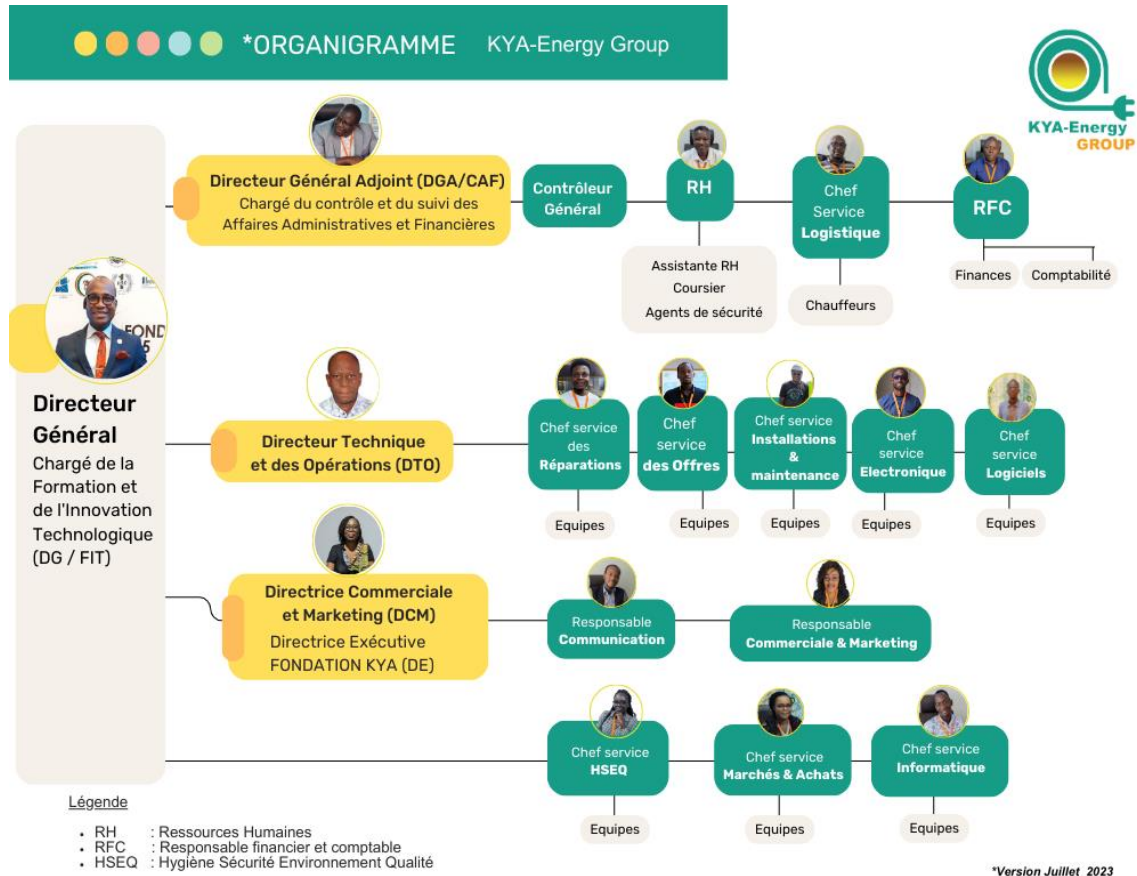 *ORGANIGRAMME KYA-Energy Group
KYA-Energy
GROUP
Directeur Général Adjoint (DGA/CAF)
Chargé du contrôle et du suivi des
Affaires Administratives et Financières
Contrôleur
Général
RH
Assistante RH
Coursier
Agents de sécurité
Chef
Service
Logistique
Chauffeurs
RFC
Finances
Comptabilité
FOND
5
Directeur
Général
Chargé de la
Formation et
de l'Innovation
Technologique
(DG / FIT)
Directeur Technique
et des Opérations (DTO)
Chef service
des
Réparations
Equipes
Chef
service
des Offres
Equipes
Chef service
Installations
&
maintenance
Equipes
Chef
service
Electronique
Equipes
Chef
service
Logiciels
Equipes
Directrice Commerciale
et Marketing (DCM)
Directrice Exécutive
FONDATION KYA (DE)
Responsable
Communication
Responsable
Commerciale & Marketing
Chef service
HSEQ
Equipes
Chef service
Marchés & Achats
Equipes
Chef service
Informatique
Equipes
Légende
• RH : Ressources Humaines
• RFC : Responsable financier et comptable
• HSEQ : Hygiène Sécurité Environnement Qualité
*Version Juillet 2023